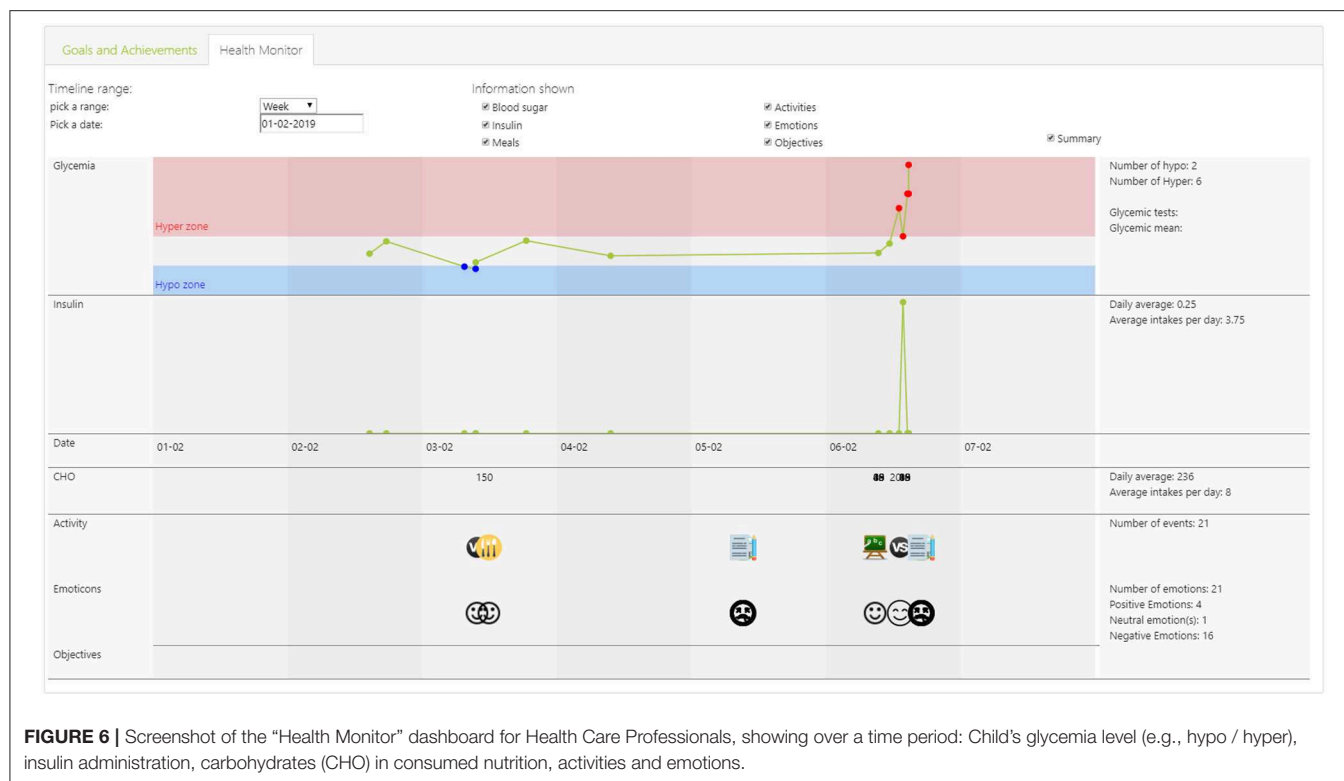 Goals and Achievements Health Monitor
Timeline range:
pick a range: Week
Pick a date: 01-02-2019
Information shown
Blood sugar
Insulin
Meals
Activities
Emotions
Objectives
Summary
Glycemia
Hyper zone
Hypo zone
Number of hypo: 2
Number of Hyper: 6
Glycemic tests:
Glycemic mean:
Insulin
Daily average: 0.25
Average intakes per day: 3.75
Date 01-02 02-02 03-02 04-02 05-02 06-02 07-02
CHO 150
Daily average: 236
Average intakes per day: 8
Activity
VS
Number of events: 21
Emoticons
Number of emotions: 21
Positive Emotions: 4
Neutral emotion(s): 1
Negative Emotions: 16
Objectives
FIGURE 6 | Screenshot of the “Health Monitor” dashboard for Health Care Professionals, showing over a time period: Child’s glycemia level (e.g., hypo / hyper),
insulin administration, carbohydrates (CHO) in consumed nutrition, activities and emotions.